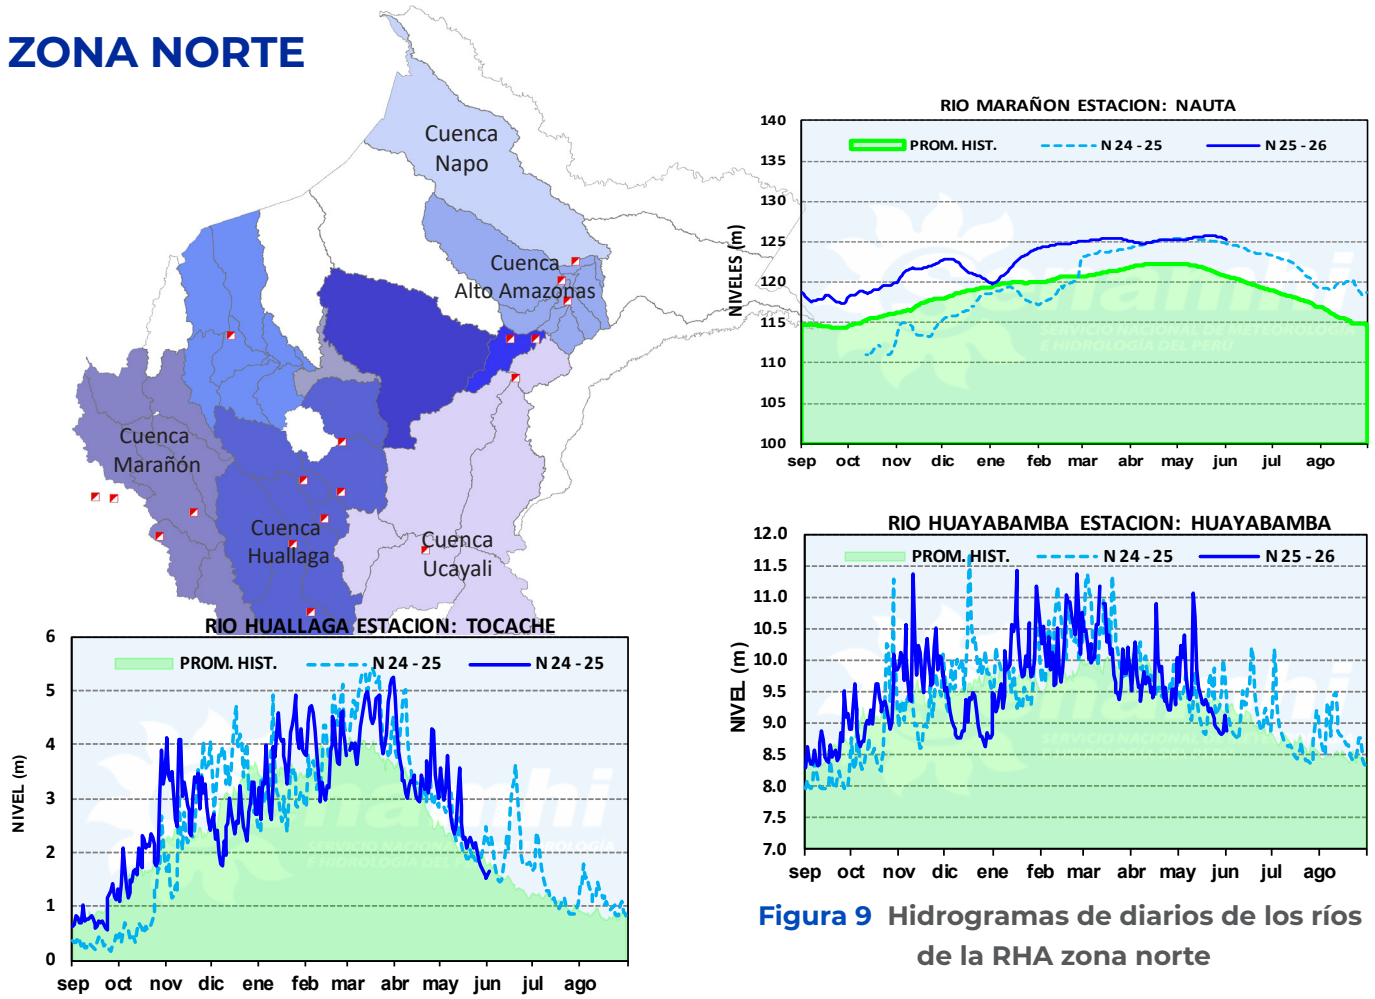 ZONA NORTE
Cuenca
Napo
Cuenca
Alto Amazonas
Cuenca
Marañón
Cuenca
Huallaga
Cuenca
Ucayali
RIO MARAÑON ESTACION: NAUTA
PROM. HIST.
N 24 - 25
N 25 - 26
NIVELES (m)
140
135
130
125
120
115
110
105
100
sep oct nov dic ene feb mar abr may jun jul ago
E HIDROLOGÍA DEL PERÚ
RIO HUAYABAMBA ESTACION: HUAYABAMBA
PROM. HIST.
N 24 - 25
N 25 - 26
NIVEL (m)
12.0
11.5
11.0
10.5
10.0
9.5
9.0
8.5
8.0
7.5
7.0
sep oct nov dic ene feb mar abr may jun jul ago
RIO HUALLAGA ESTACION: TOCACHE
PROM. HIST.
N 24 - 25
N 24 - 25
NIVEL (m)
6
5
4
3
2
1
0
sep oct nov dic ene feb mar abr may jun jul ago
Figura 9 Hidrogramas de diarios de los ríos
de la RHA zona norte